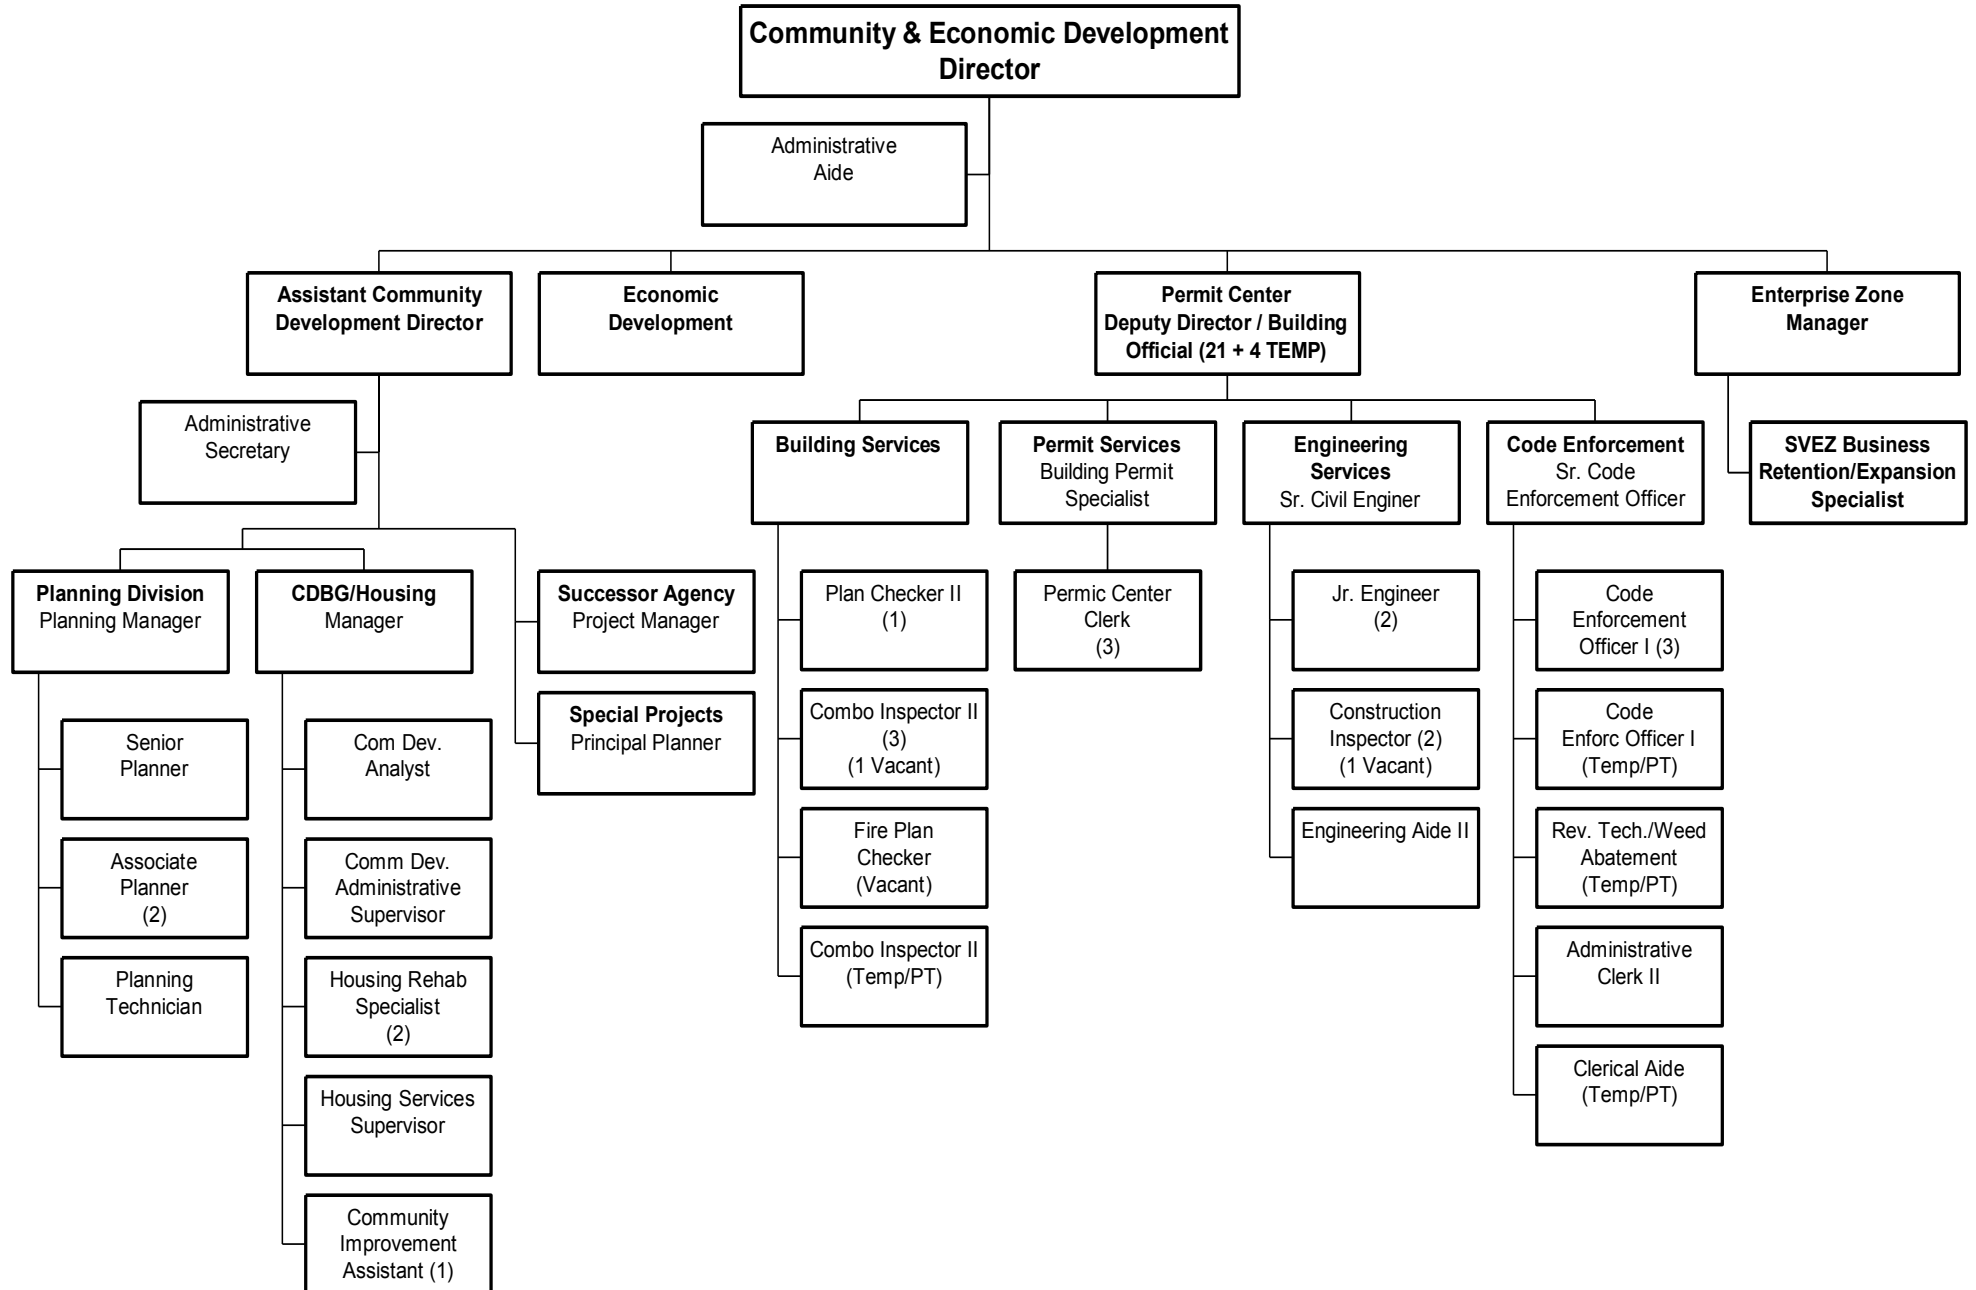 Community & Economic Development
Director
Administrative
Aide
Assistant Community
Development Director
Economic
Development
Permit Center
Deputy Director / Building
Official (21 + 4 TEMP)
Enterprise Zone
Manager
Administrative
Secretary
Building Services
Permit Services
Building Permit
Specialist
Engineering
Services
Sr. Civil Enginer
Code Enforcement
Sr. Code
Enforcement Officer
SVEZ Business
Retention/Expansion
Specialist
Planning Division
Planning Manager
CDBG/Housing
Manager
Successor Agency
Project Manager
Special Projects
Principal Planner
Senior
Planner
Associate
Planner
(2)
Planning
Technician
Com Dev.
Analyst
Comm Dev.
Administrative
Supervisor
Housing Rehab
Specialist
(2)
Housing Services
Supervisor
Community
Improvement
Assistant (1)
Plan Checker II
(1)
Combo Inspector II
(3)
(1 Vacant)
Fire Plan
Checker
(Vacant)
Combo Inspector II
(Temp/PT)
Permic Center
Clerk
(3)
Jr. Engineer
(2)
Construction
Inspector (2)
(1 Vacant)
Engineering Aide II
Code
Enforcement
Officer I (3)
Code
Enforc Officer I
(Temp/PT)
Rev. Tech./Weed
Abatement
(Temp/PT)
Administrative
Clerk II
Clerical Aide
(Temp/PT)